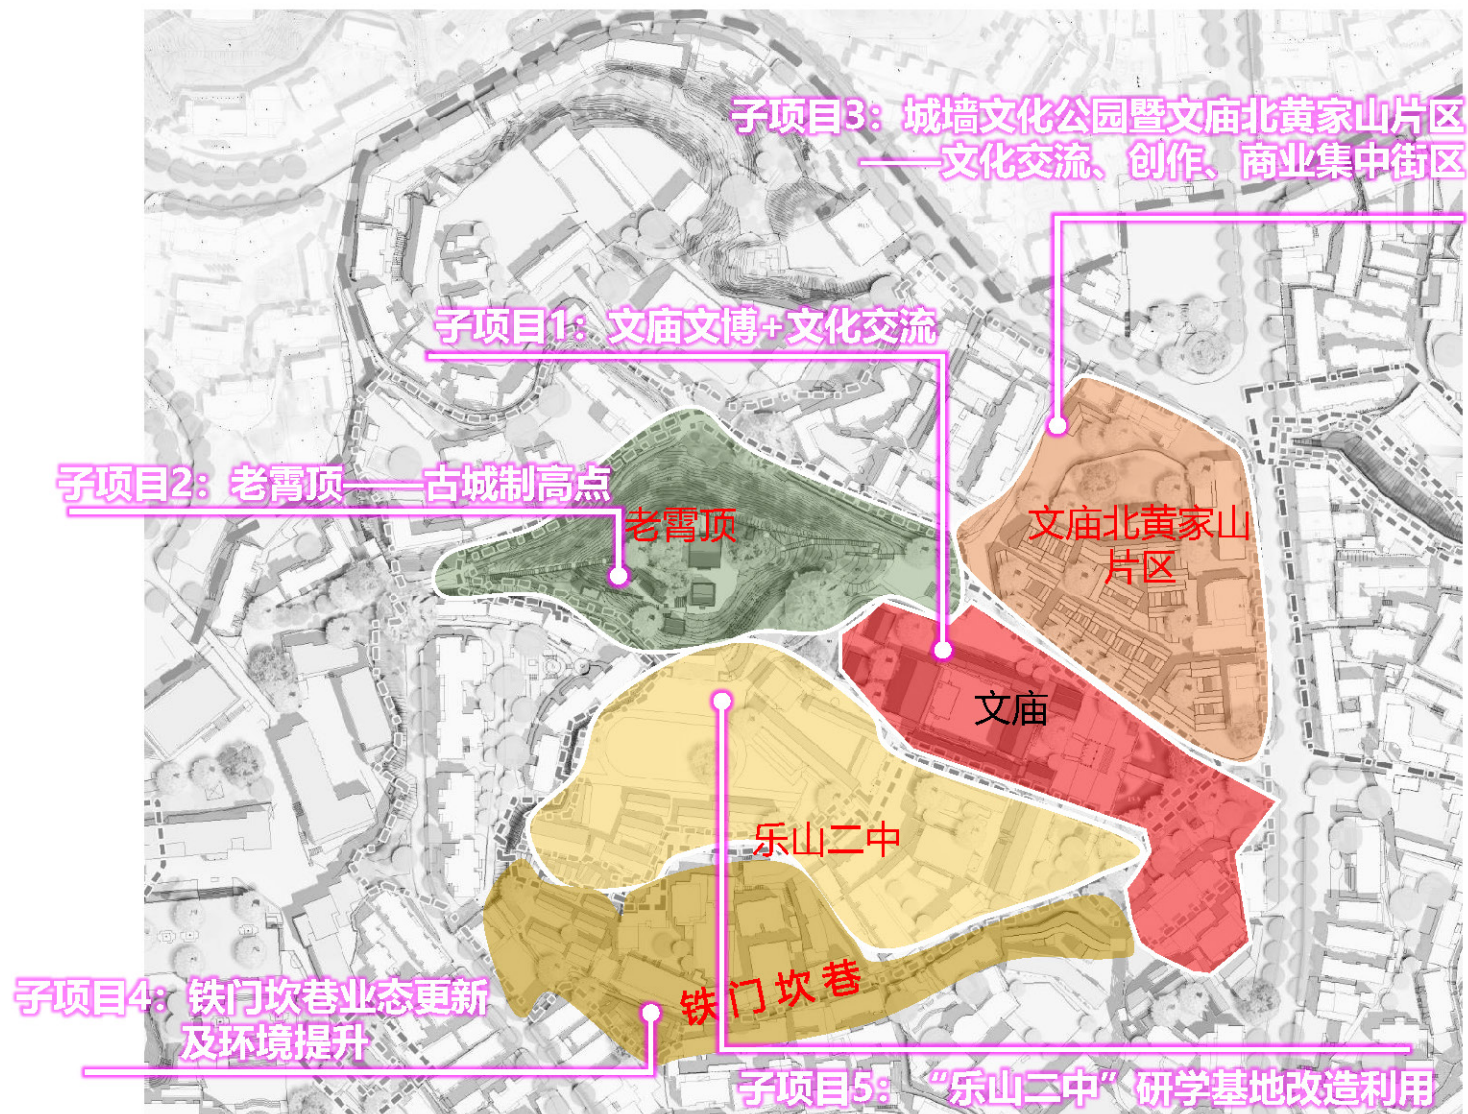 子项目3：城墙文化公园暨文庙北黄家山片区
——文化交流、创作、商业集中街区
子项目1：文庙文博+文化交流
子项目2：老霄顶——古城制高点
老霄顶
文庙北黄家山
片区
文庙
乐山二中
铁门坎巷
子项目4：铁门坎巷业态更新
及环境提升
子项目5：“乐山二中”研学基地改造利用